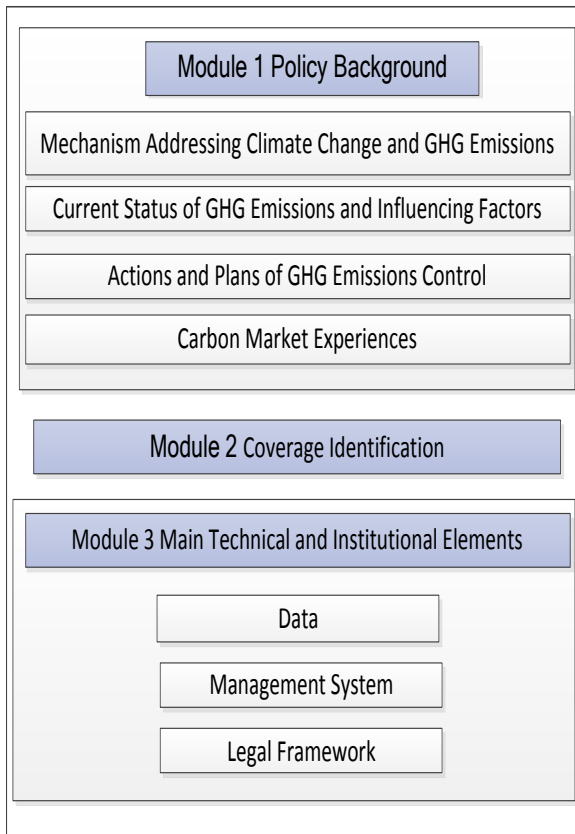 Module 1 Policy Background
Mechanism Addressing Climate Change and GHG Emissions
Current Status of GHG Emissions and Influencing Factors
Actions and Plans of GHG Emissions Control
Carbon Market Experiences
Module 2 Coverage Identification
Module 3 Main Technical and Institutional Elements
Data
Management System
Legal Framework